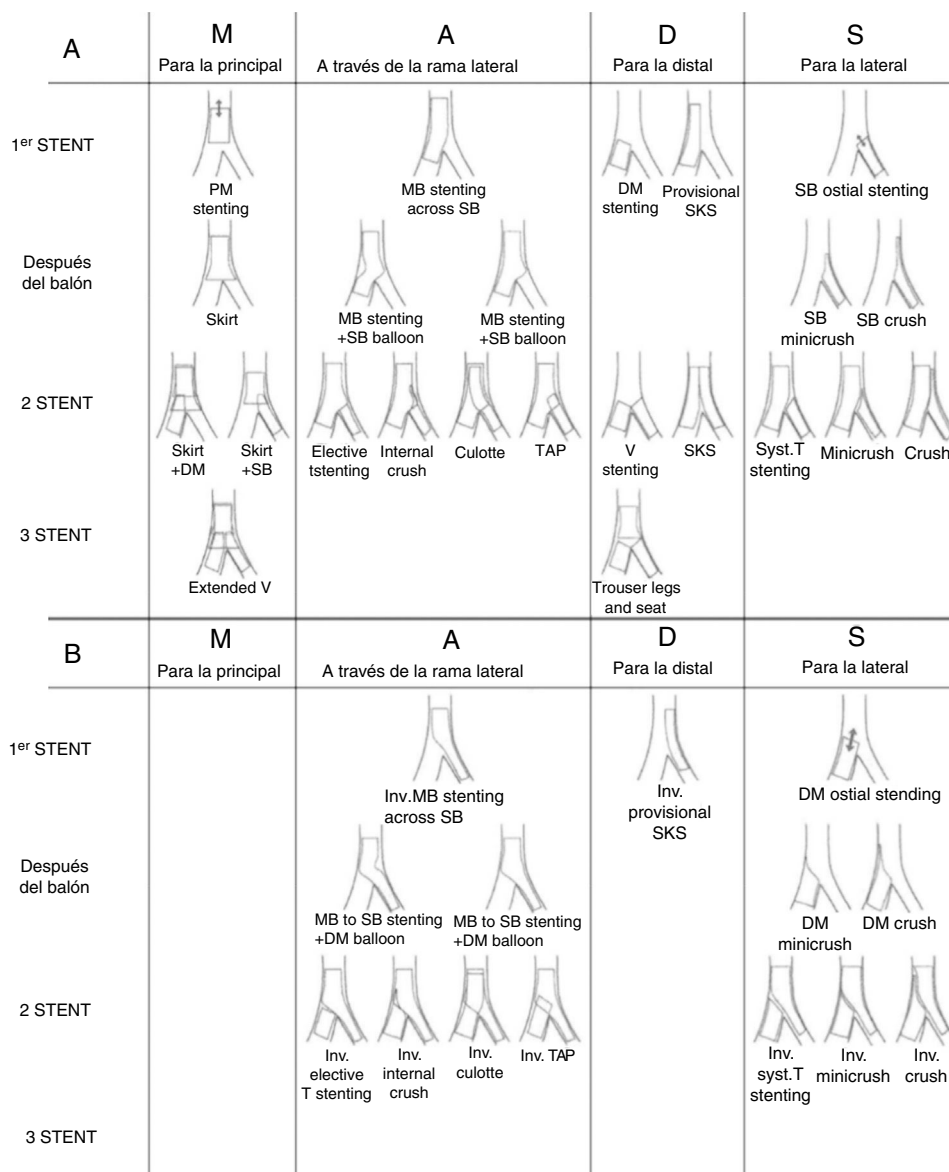 A
M
Para la principal
A
A través de la rama lateral
D
Para la distal
S
Para la lateral
1er STENT
PM
stenting
MB stenting
across SB
DM
stenting
Provisional
SKS
SB ostial stenting
Después
del balón
Skirt
MB stenting
+SB balloon
MB stenting
+SB balloon
SB
minicrush
SB crush
2 STENT
Skirt
+DM
Skirt
+SB
Elective
tstenting
Internal
crush
Culotte
TAP
V
stenting
SKS
Syst.T
stenting
Minicrush
Crush
3 STENT
Extended V
Trouser legs
and seat
B
M
Para la principal
A
A través de la rama lateral
D
Para la distal
S
Para la lateral
1er STENT
Inv.MB stenting
across SB
Inv.
provisional
SKS
DM ostial stending
Después
del balón
MB to SB stenting
+DM balloon
MB to SB stenting
+DM balloon
DM
minicrush
DM crush
2 STENT
Inv.
elective
T stenting
Inv.
internal
crush
Inv.
culotte
Inv. TAP
Inv.
syst.T
stenting
Inv.
minicrush
Inv.
crush
3 STENT